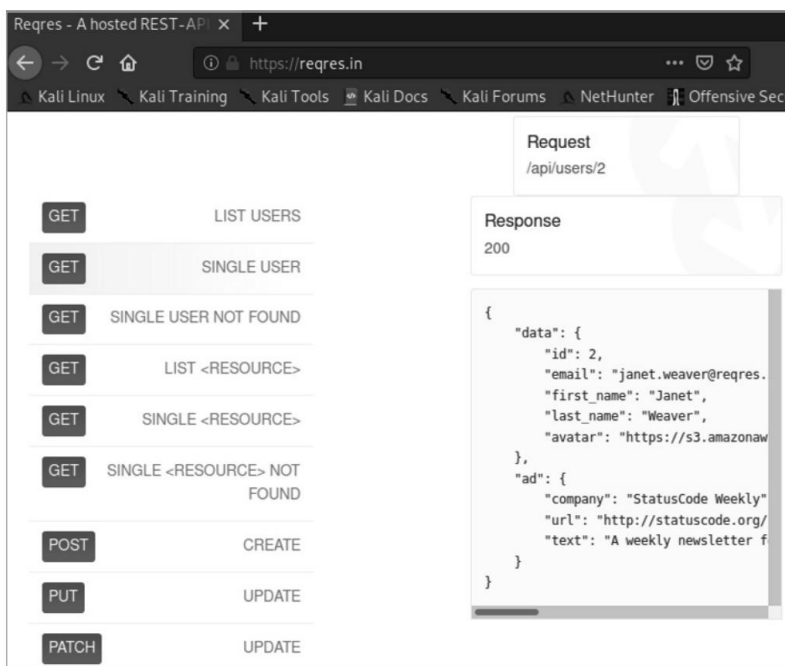 Reqres - A hosted REST-API
https://reqres.in
Kali Linux Kali Training Kali Tools Kali Docs Kali Forums NetHunter Offensive Sec
Request
/api/users/2
GET LIST USERS
GET SINGLE USER
GET SINGLE USER NOT FOUND
GET LIST <RESOURCE>
GET SINGLE <RESOURCE>
GET SINGLE <RESOURCE> NOT
FOUND
POST CREATE
PUT UPDATE
PATCH UPDATE
Response
200
{
"data": {
"id": 2,
"email": "janet.weaver@reqres.
"first_name": "Janet",
"last_name": "Weaver",
"avatar": "https://s3.amazonaw
},
"ad": {
"company": "StatusCode Weekly"
"url": "http://statuscode.org/
"text": "A weekly newsletter f
}
}